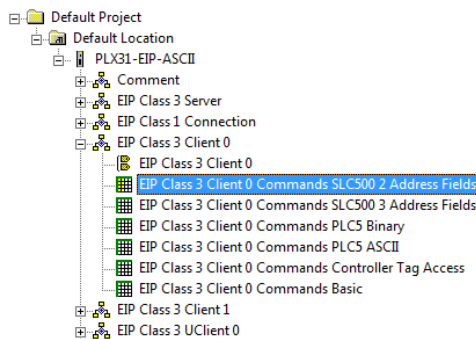 Default Project
Default Location
PLX31-EIP-ASCII
Comment
EIP Class 3 Server
EIP Class 1 Connection
EIP Class 3 Client 0
EIP Class 3 Client 0
EIP Class 3 Client 0 Commands SLC500 2 Address Fields
EIP Class 3 Client 0 Commands SLC500 3 Address Fields
EIP Class 3 Client 0 Commands PLC5 Binary
EIP Class 3 Client 0 Commands PLC5 ASCII
EIP Class 3 Client 0 Commands Controller Tag Access
EIP Class 3 Client 0 Commands Basic
EIP Class 3 Client 1
EIP Class 3 UClient 0